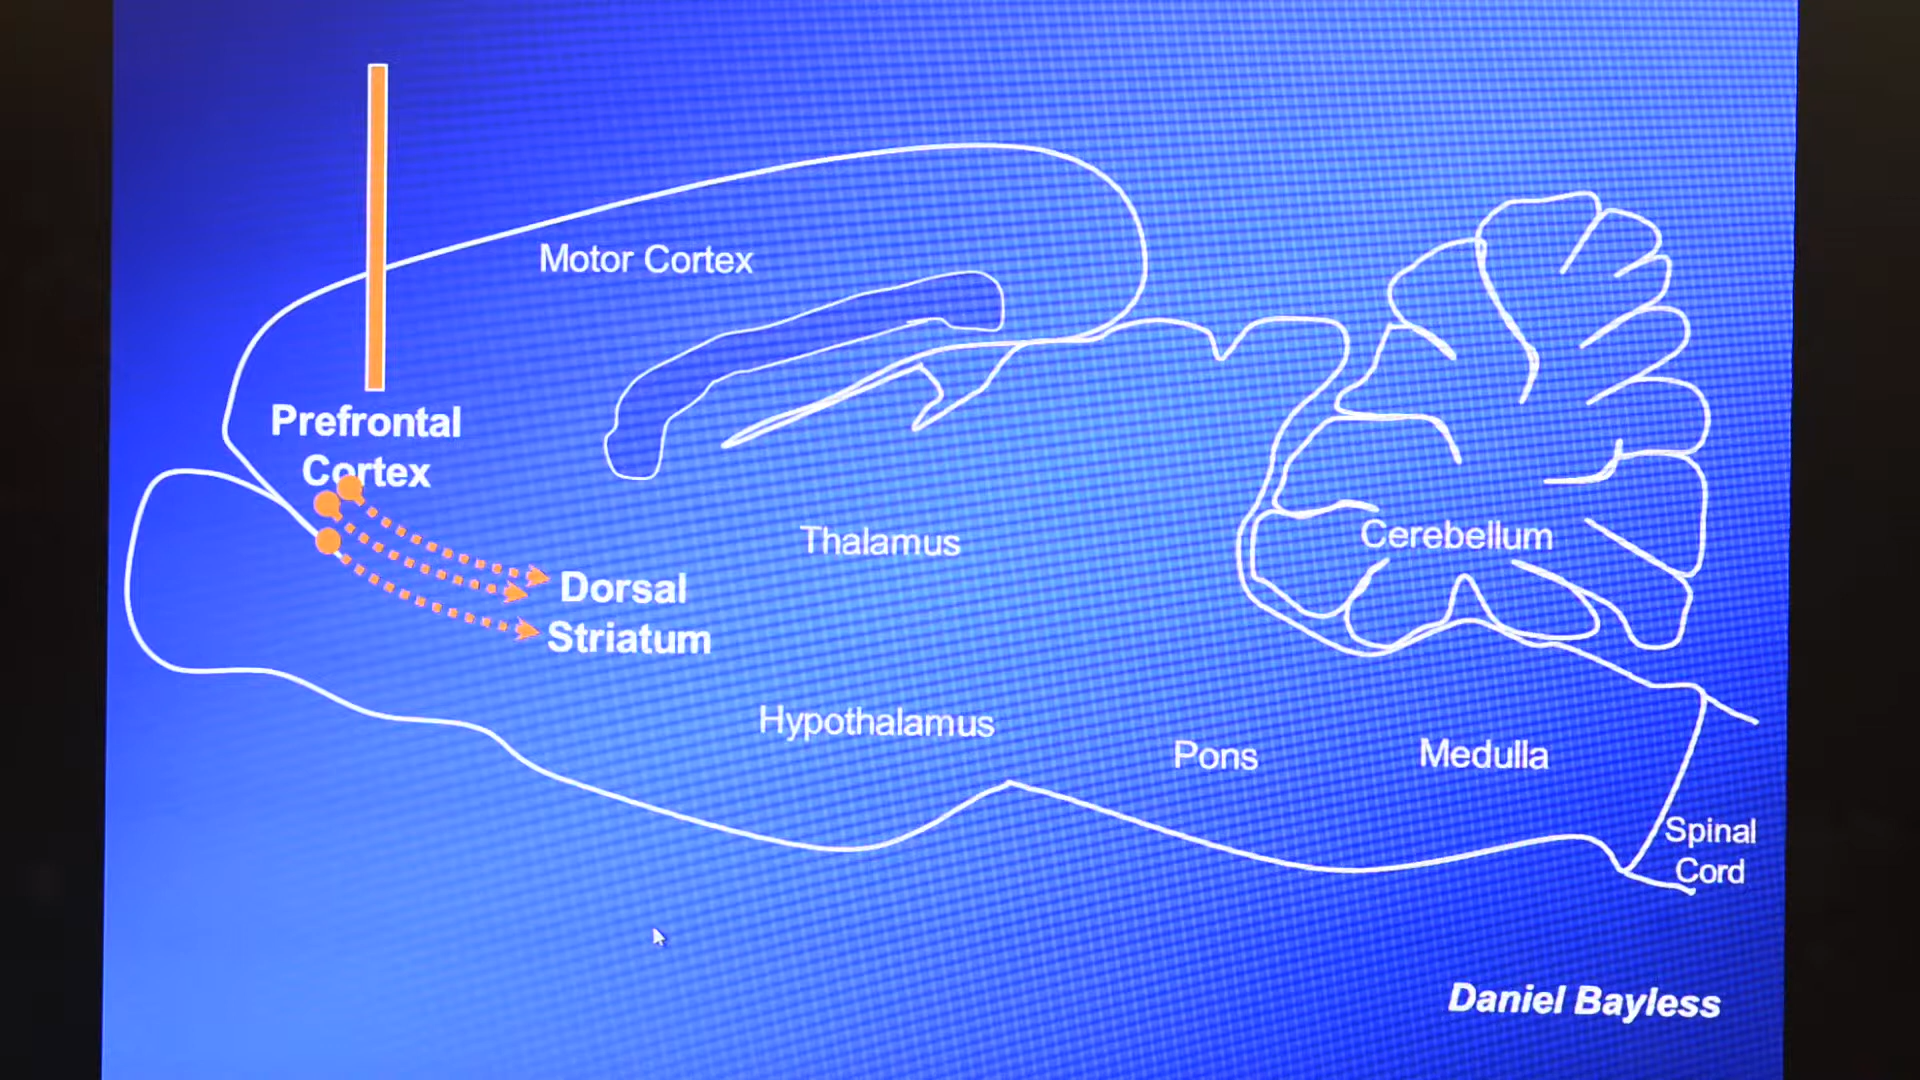 Motor Cortex
Prefrontal
Cortex
Thalamus
Cerebellum
Dorsal
Striatum
Hypothalamus
Pons
Medulla
Spinal
Cord
Daniel Bayless